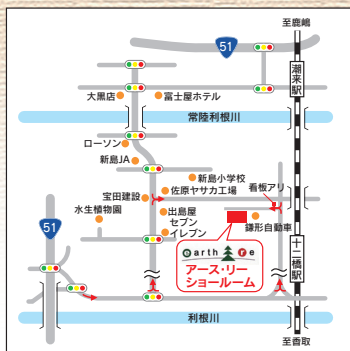 至鹿嶋
51
潮来駅
大黒店
富士屋ホテル
常陸利根川
ローソン
新島JA
新島小学校
佐原ヤサカ工場
看板アリ
宝田建設
水生植物園
出島屋
セブン
イレブン
鎌形自動車
十二橋駅
51
earth re
アース・リー
ショールーム
利根川
至香取